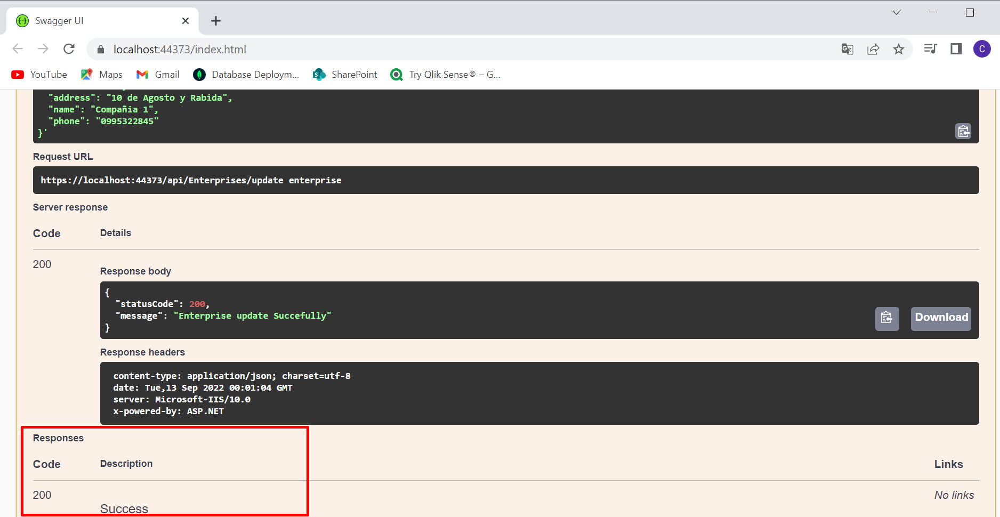 Swagger UI
localhost:44373/index.html
C
YouTube Maps Gmail Database Deploym... SharePoint Try Qlik Sense® – G...
"address": "10 de Agosto y Rabida",
"name": "Compañia 1",
"phone": "0995322845"
}'
Request URL
https://localhost:44373/api/Enterprises/update enterprise
Server response
Code Details
200
Response body
{
"statusCode": 200,
"message": "Enterprise update Succefully"
}
Download
Response headers
content-type: application/json; charset=utf-8
date: Tue,13 Sep 2022 00:01:04 GMT
server: Microsoft-IIS/10.0
x-powered-by: ASP.NET
Responses
Code Description Links
200 No links
Success